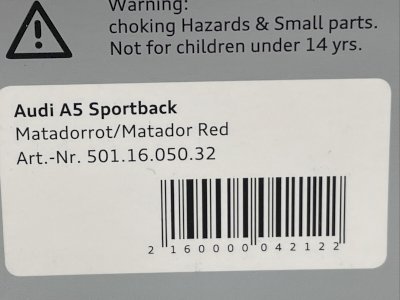 Warning:
choking Hazards & Small parts.
Not for children under 14 yrs.
Audi A5 Sportback
Matadorrot/Matador Red
Art.-Nr. 501.16.050.32
2 160000 042122